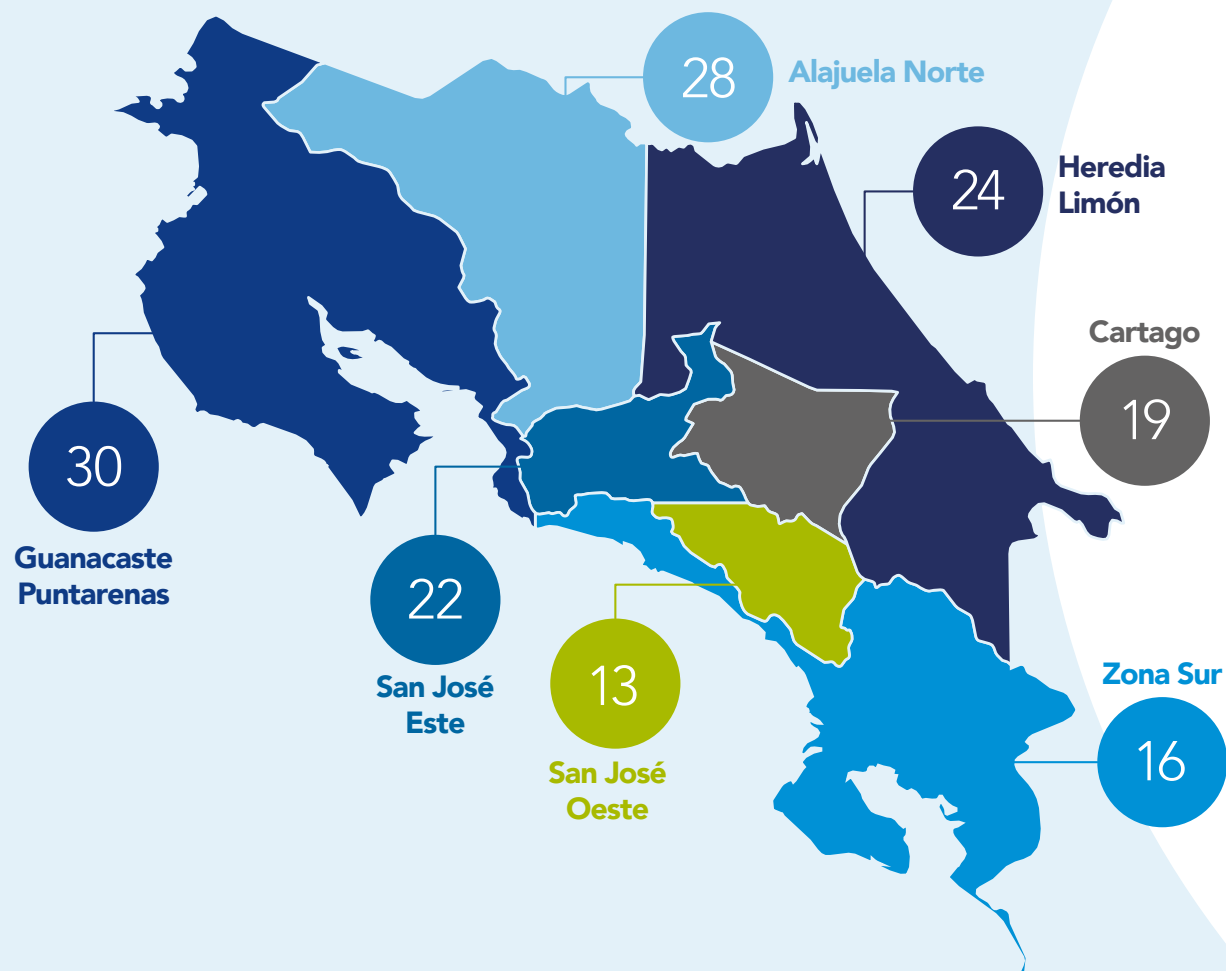 28
Alajuela Norte
24
Heredia
Limón
Cartago
19
30
Guanacaste
Puntarenas
22
San José
Este
13
San José
Oeste
Zona Sur
16